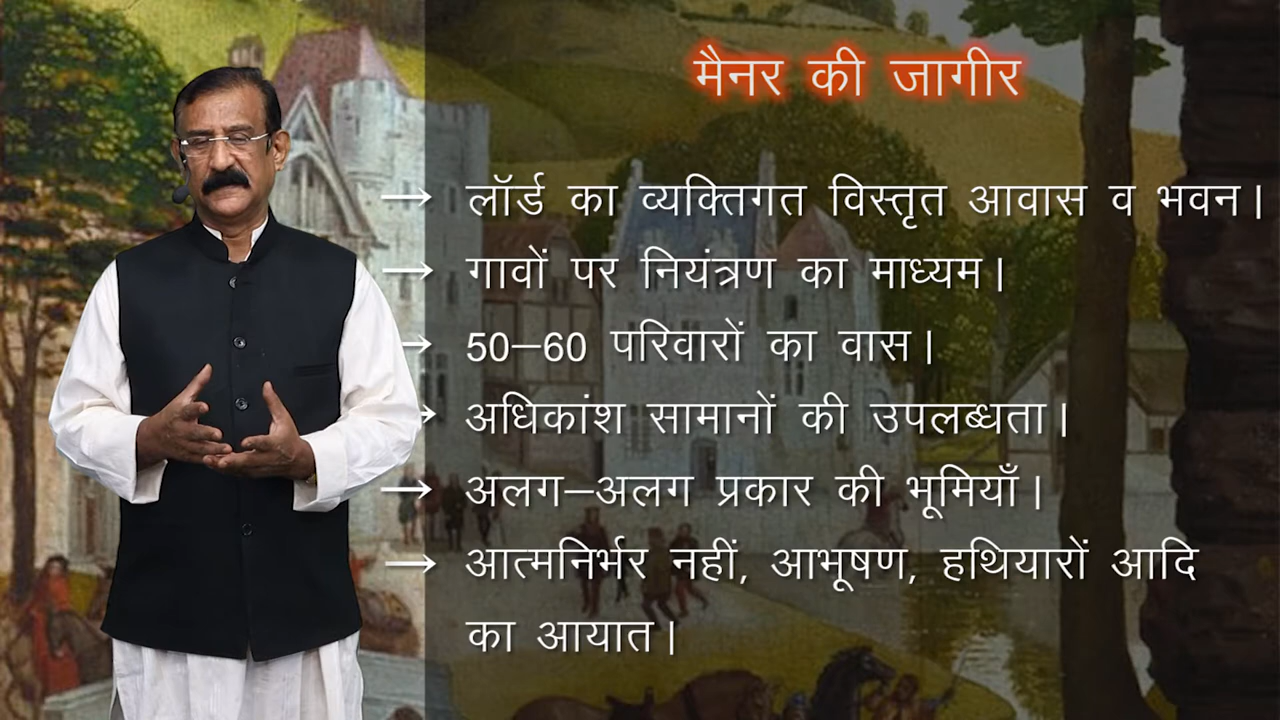 मैनर की जागीर
→ लॉर्ड का व्यक्तिगत विस्तृत आवास व भवन।
→ गावों पर नियंत्रण का माध्यम।
→ 50–60 परिवारों का वास।
→ अधिकांश सामानों की उपलब्धता।
→ अलग–अलग प्रकार की भूमियाँ।
→ आत्मनिर्भर नहीं, आभूषण, हथियारों आदि
का आयात।